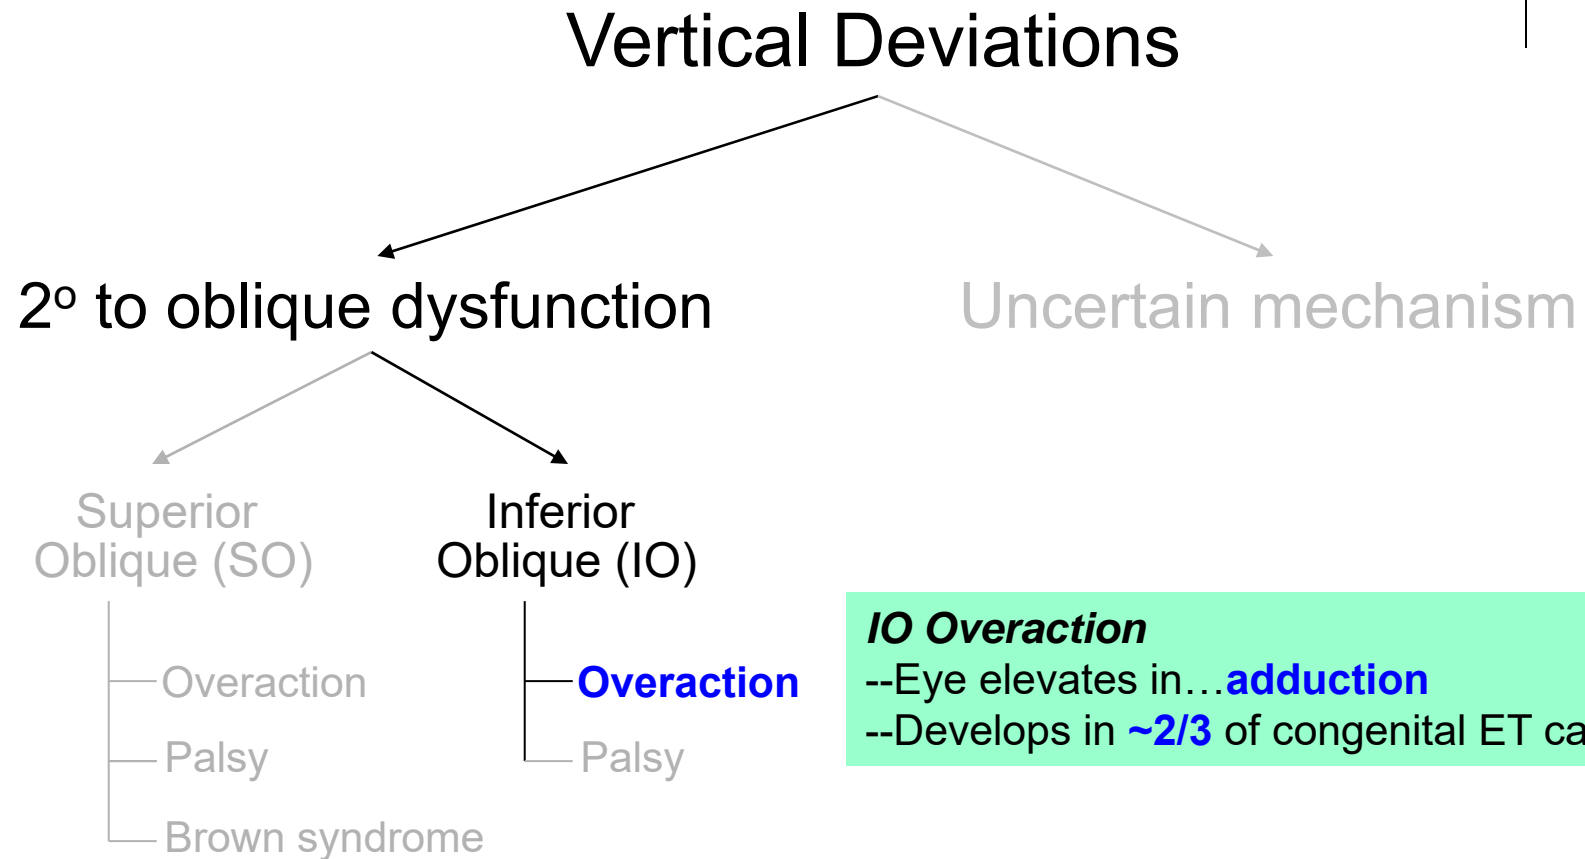 Vertical Deviations
2º to oblique dysfunction
Uncertain mechanism
Superior
Oblique (SO)
Overaction
Palsy
Brown syndrome
Inferior
Oblique (IO)
Overaction
Palsy
IO Overaction
--Eye elevates in…adduction
--Develops in ~2/3 of congenital ET ca